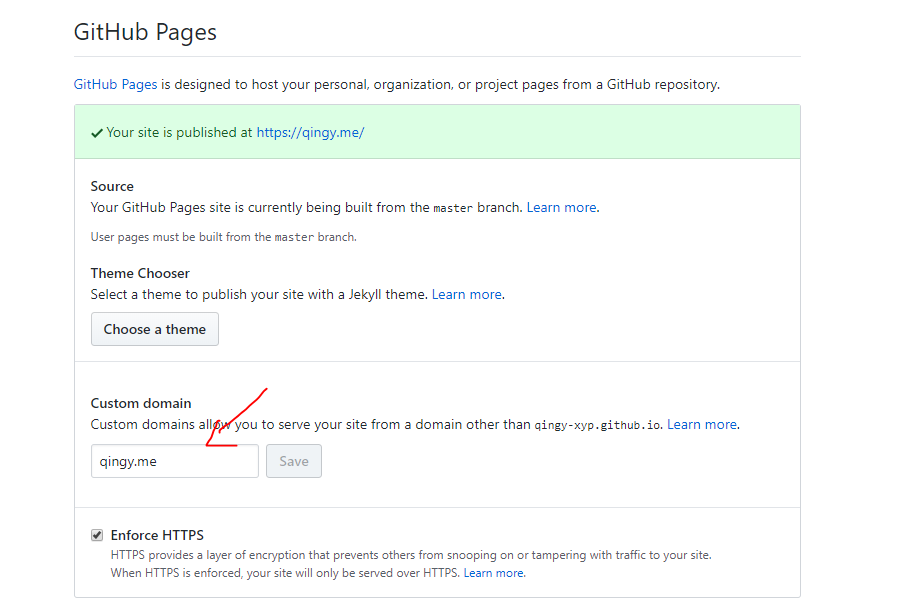 GitHub Pages
GitHub Pages is designed to host your personal, organization, or project pages from a GitHub repository.
Your site is published at https://qingy.me/
Source
Your GitHub Pages site is currently being built from the master branch. Learn more.
User pages must be built from the master branch.
Theme Chooser
Select a theme to publish your site with a Jekyll theme. Learn more.
Choose a theme
Custom domain
Custom domains allow you to serve your site from a domain other than qingy-xyp.github.io. Learn more.
qingy.me Save
Enforce HTTPS
HTTPS provides a layer of encryption that prevents others from snooping on or tampering with traffic to your site.
When HTTPS is enforced, your site will only be served over HTTPS. Learn more.